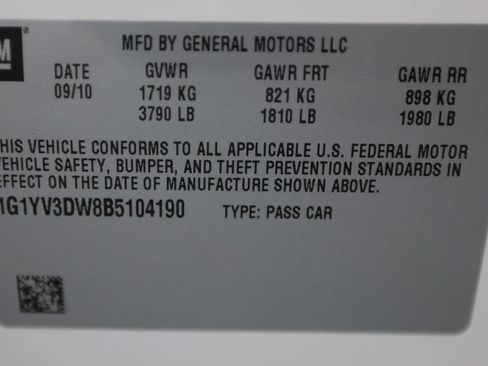 GM
MFD BY GENERAL MOTORS LLC
DATE GVWR GAWR FRT GAWR RR
09/10 1719 KG 821 KG 898 KG
3790 LB 1810 LB 1980 LB
THIS VEHICLE CONFORMS TO ALL APPLICABLE U.S. FEDERAL MOTOR
VEHICLE SAFETY, BUMPER, AND THEFT PREVENTION STANDARDS IN
EFFECT ON THE DATE OF MANUFACTURE SHOWN ABOVE.
1G1YV3DW8B5104190 TYPE: PASS CAR